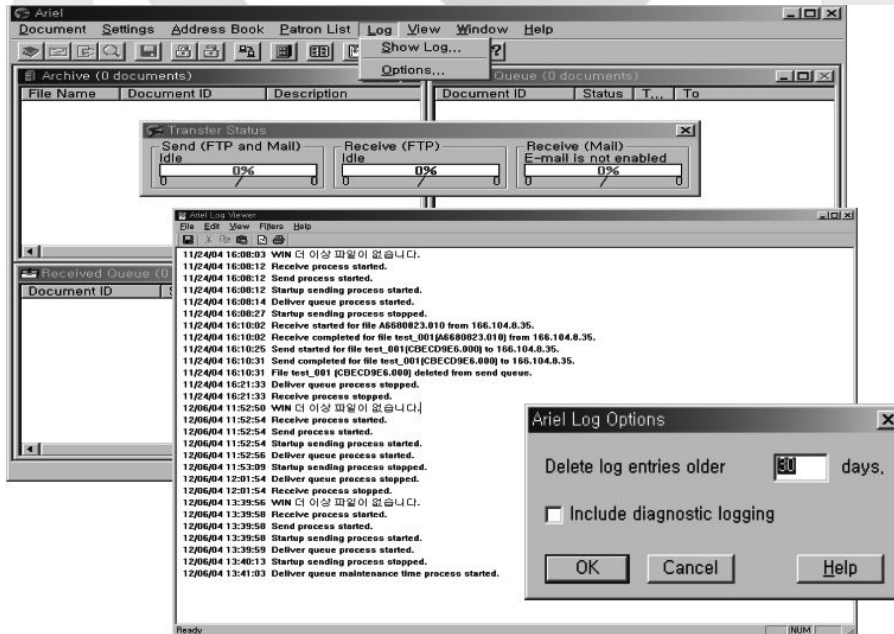 Ariel
Document Settings Address Book Patron List Log View Window Help
Show Log...
Options...
Archive (0 documents)
Queue (0 documents)
File Name Document ID Description
Document ID Status T... To
Transfer Status
Send (FTP and Mail) Receive (FTP) Receive (Mail)
Idle Idle E-mail is not enabled
0% 0% 0%
Received Queue (0
Document ID
Ariel Log Viewer
File Edit View Filters Help
11/24/04 16:08:03 WIN 더 이상 파일이 없습니다.
11/24/04 16:08:12 Receive process started.
11/24/04 16:08:12 Send process started.
11/24/04 16:08:12 Startup sending process started.
11/24/04 16:08:14 Deliver queue process started.
11/24/04 16:08:27 Startup sending process stopped.
11/24/04 16:10:02 Receive started for file A6680823.010 from 166.104.8.35.
11/24/04 16:10:02 Receive completed for file test_001(A6680823.010) from 166.104.8.35.
11/24/04 16:10:25 Send started for file test_001(CBECD9E6.000) to 166.104.8.35.
11/24/04 16:10:31 Send completed for file test_001(CBECD9E6.000) to 166.104.8.35.
11/24/04 16:10:31 File test_001 (CBECD9E6.000) deleted from send queue.
11/24/04 16:21:33 Deliver queue process stopped.
11/24/04 16:21:33 Receive process stopped.
12/06/04 11:52:50 WIN 더 이상 파일이 없습니다.
12/06/04 11:52:54 Receive process started.
12/06/04 11:52:54 Send process started.
12/06/04 11:52:54 Startup sending process started.
12/06/04 11:52:56 Deliver queue process started.
12/06/04 11:53:09 Startup sending process stopped.
12/06/04 12:01:54 Deliver queue process stopped.
12/06/04 12:01:54 Receive process stopped.
12/06/04 13:39:56 WIN 더 이상 파일이 없습니다.
12/06/04 13:39:58 Receive process started.
12/06/04 13:39:58 Send process started.
12/06/04 13:39:58 Startup sending process started.
12/06/04 13:39:59 Deliver queue process started.
12/06/04 13:40:13 Startup sending process stopped.
12/06/04 13:41:03 Deliver queue maintenance time process started.
Ready NUM
Ariel Log Options
Delete log entries older 30 days,
Include diagnostic logging
OK Cancel Help